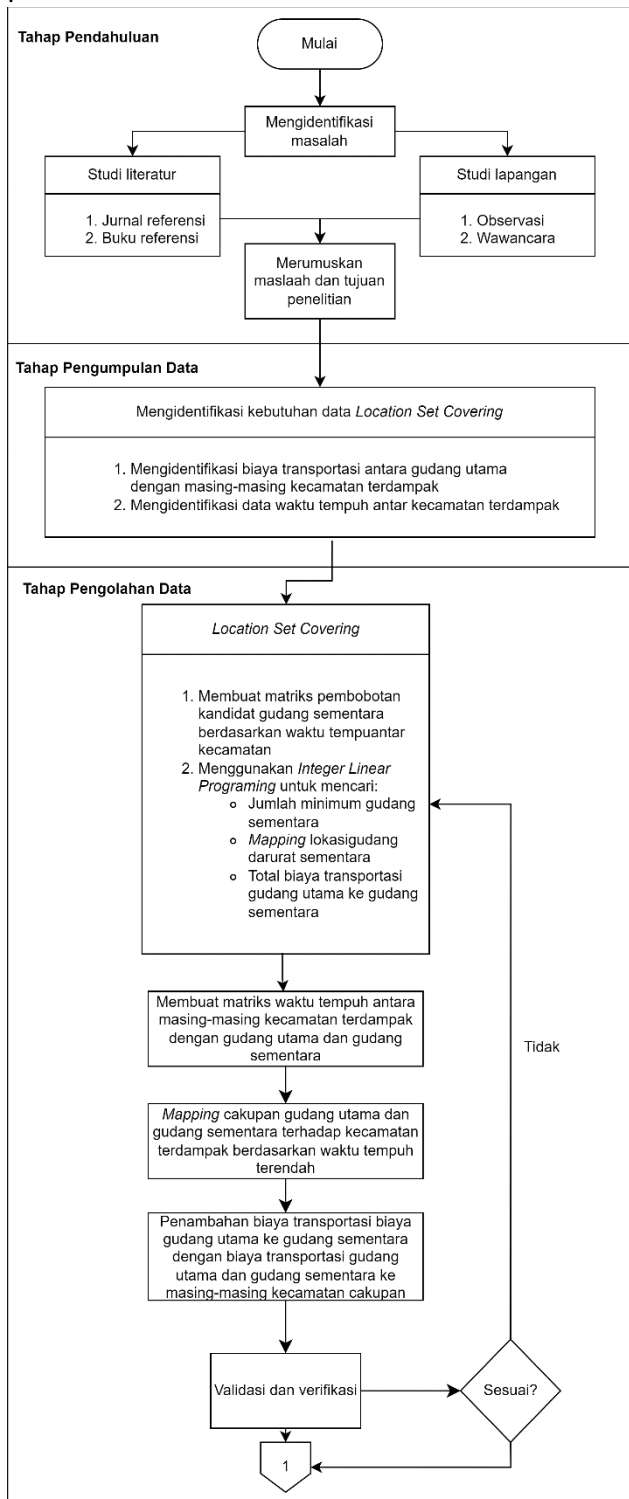 Tahap Pendahuluan
Mulai
Mengidentifikasi
masalah
Studi literatur
1. Jurnal referensi
2. Buku referensi
Studi lapangan
1. Observasi
2. Wawancara
Merumuskan
maslaah dan tujuan
penelitian
Tahap Pengumpulan Data
Mengidentifikasi kebutuhan data Location Set Covering
1. Mengidentifikasi biaya transportasi antara gudang utama
dengan masing-masing kecamatan terdampak
2. Mengidentifikasi data waktu tempuh antar kecamatan terdampak
Tahap Pengolahan Data
Location Set Covering
1. Membuat matriks pembobotan
kandidat gudang sementara
berdasarkan waktu tempuantar
kecamatan
2. Menggunakan Integer Linear
Programing untuk mencari:
Jumlah minimum gudang
sementara
Mapping lokasigudang
darurat sementara
Total biaya transportasi
gudang utama ke gudang
sementara
Membuat matriks waktu tempuh antara
masing-masing kecamatan terdampak
dengan gudang utama dan gudang
sementara
Tidak
Mapping cakupan gudang utama dan
gudang sementara terhadap kecamatan
terdampak berdasarkan waktu tempuh
terendah
Penambahan biaya transportasi biaya
gudang utama ke gudang sementara
dengan biaya transportasi gudang
utama dan gudang sementara ke
masing-masing kecamatan cakupan
Validasi dan verifikasi
Sesuai?
1